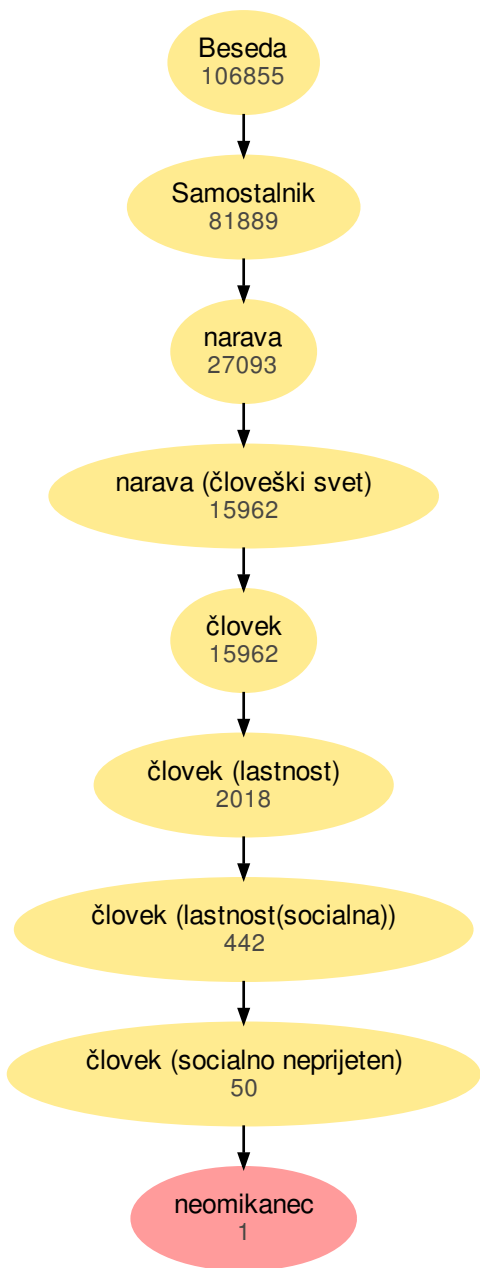 Beseda
106855
Samostalnik
81889
narava
27093
narava (človeški svet)
15962
človek
15962
človek (lastnost)
2018
človek (lastnost(socialna))
442
človek (socialno neprijeten)
50
neomikanec
1